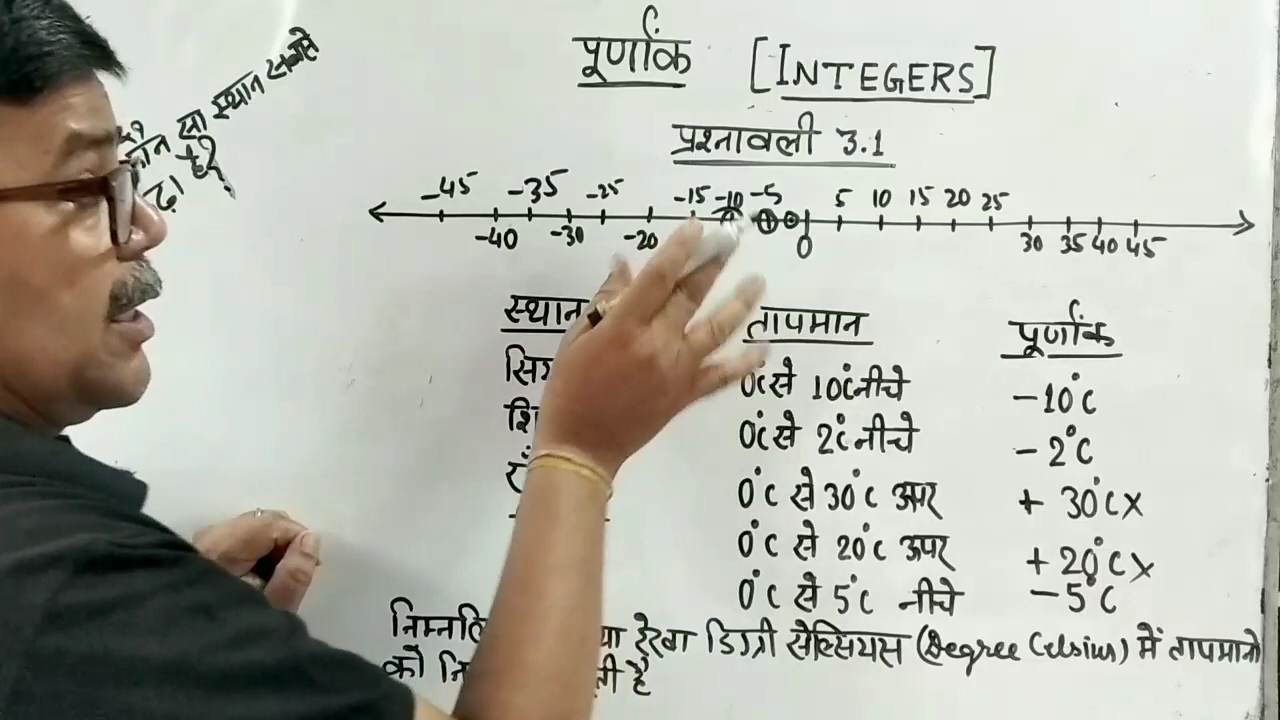 पूर्णांक [INTEGERS]
प्रश्नावली 3.1
सा स्थान सबसे
है?
-45 -35 -25 -15 -10 -5 5 10 15 20 25
-40 -30 -20 0 30 35 40 45
स्थान तापमान पूर्णांक
0°C से 10°C नीचे -10°C
0°C से 2°C नीचे -2°C
0°C से 30°C ऊपर + 30°C x
0°C से 20°C ऊपर + 20°C x
0°C से 5°C नीचे -5°C
रेखा डिग्री सेल्सियस (Degree Celsius) में तापमानो
को है